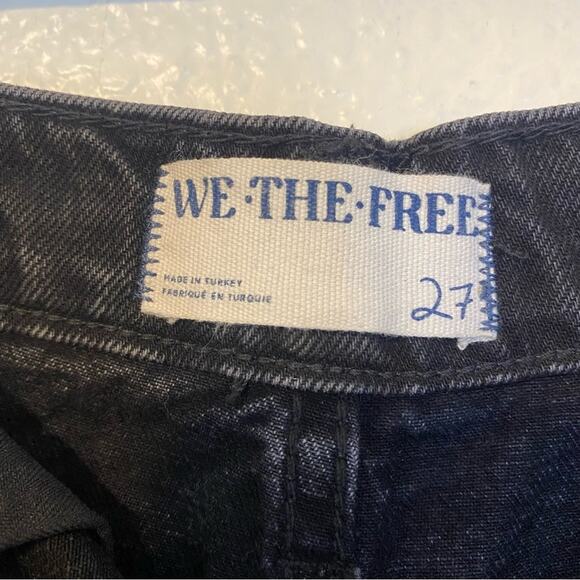 WE·THE·FREE
MADE IN TURKEY
FABRIQUÉ EN TURQUIE
27